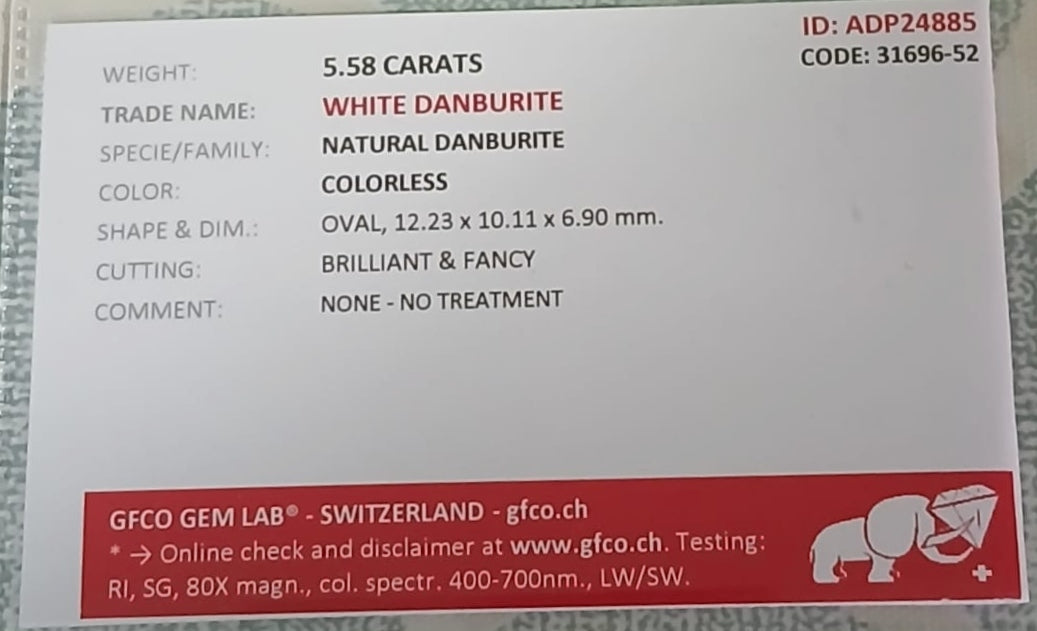 ID: ADP24885
CODE: 31696-52
WEIGHT: 5.58 CARATS
TRADE NAME: WHITE DANBURITE
SPECIE/FAMILY: NATURAL DANBURITE
COLOR: COLORLESS
SHAPE & DIM.: OVAL, 12.23 x 10.11 x 6.90 mm.
CUTTING: BRILLIANT & FANCY
COMMENT: NONE - NO TREATMENT
GFCO GEM LAB® - SWITZERLAND - gfco.ch
* → Online check and disclaimer at www.gfco.ch. Testing:
RI, SG, 80X magn., col. spectr. 400-700nm., LW/SW.